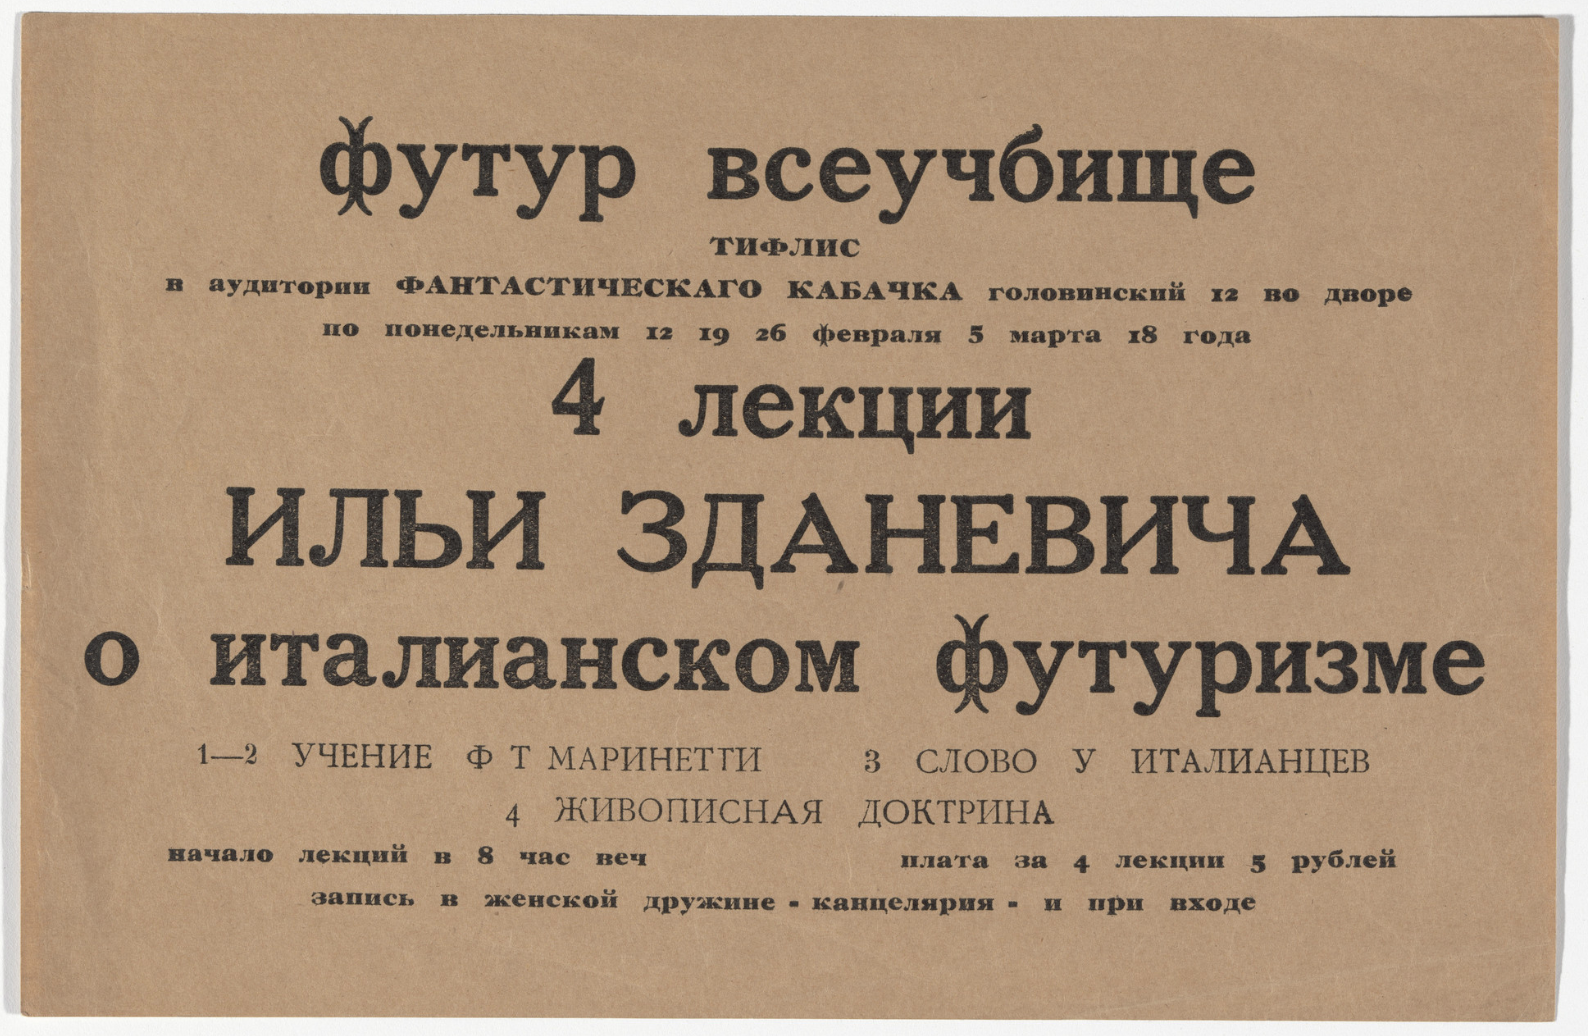 футур всеучбище
ТИФЛИС
в аудитории ФАНТАСТИЧЕСКАГО КАБАЧКА головинский 12 во дворе
по понедельникам 12 19 26 февраля 5 марта 18 года
4 лекции
ИЛЬИ ЗДАНЕВИЧА
о италианском футуризме
1—2 УЧЕНИЕ Ф Т МАРИНЕТТИ 3 СЛОВО У ИТАЛИАНЦЕВ
4 ЖИВОПИСНАЯ ДОКТРИНА
начало лекций в 8 час веч плата за 4 лекции 5 рублей
запись в женской дружине - канцелярия - и при входе